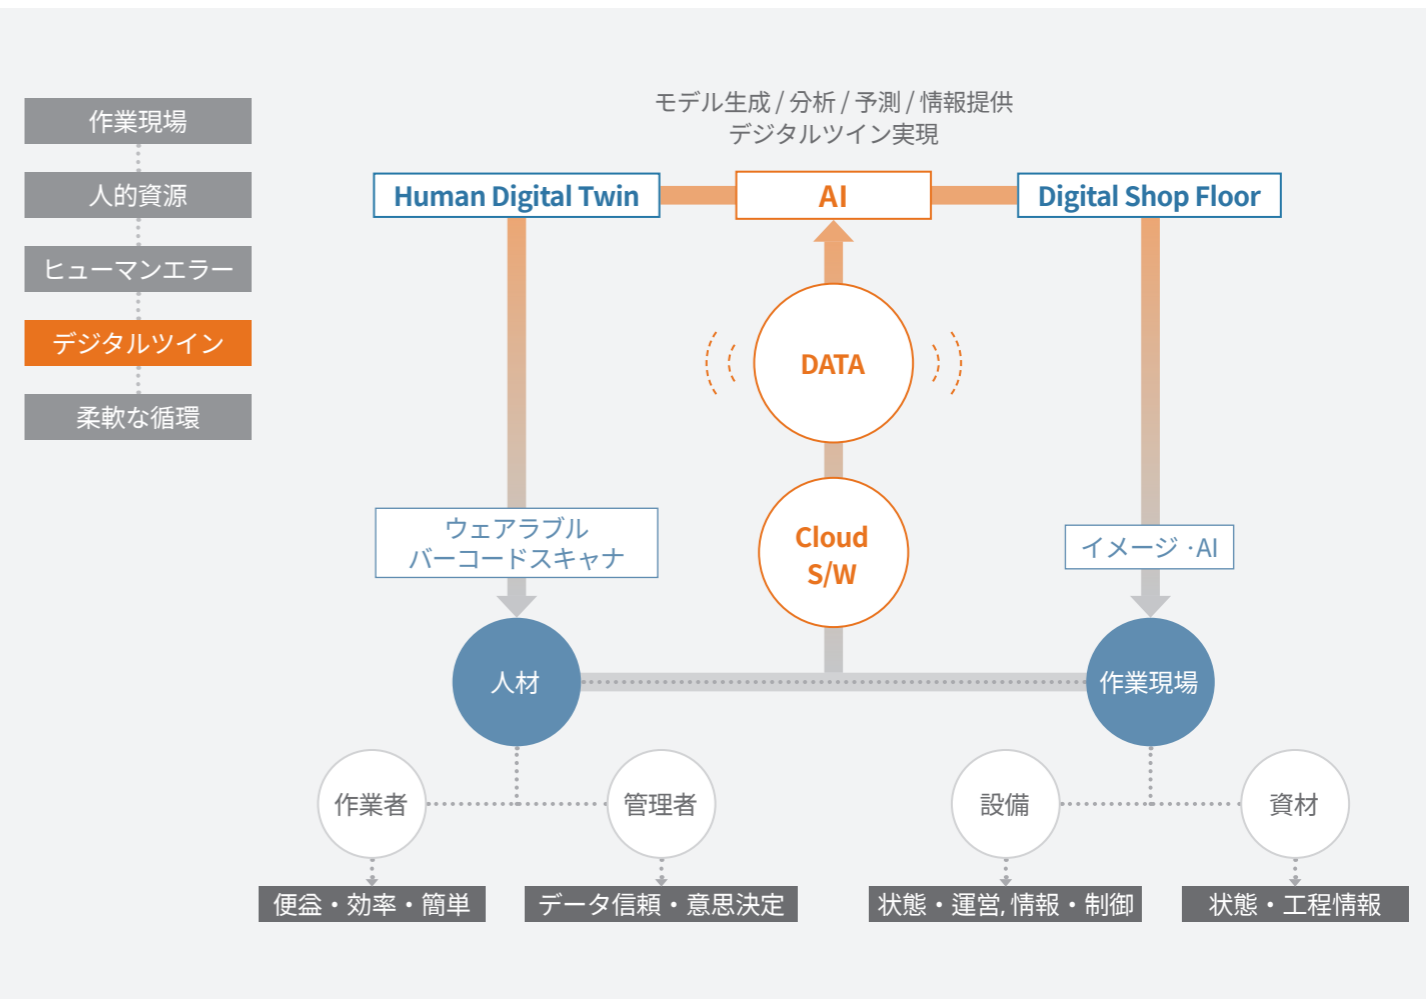 作業現場
人的資源
ヒューマンエラー
デジタルツイン
柔軟な循環
モデル生成 / 分析 / 予測 / 情報提供
デジタルツイン実現
Human Digital Twin
AI
Digital Shop Floor
DATA
ウェアラブル
バーコードスキャナ
Cloud
S/W
イメージ ·AI
人材
作業現場
作業者
管理者
設備
資材
便益・効率・簡単
データ信頼・意思決定
状態・運営, 情報・制御
状態・工程情報